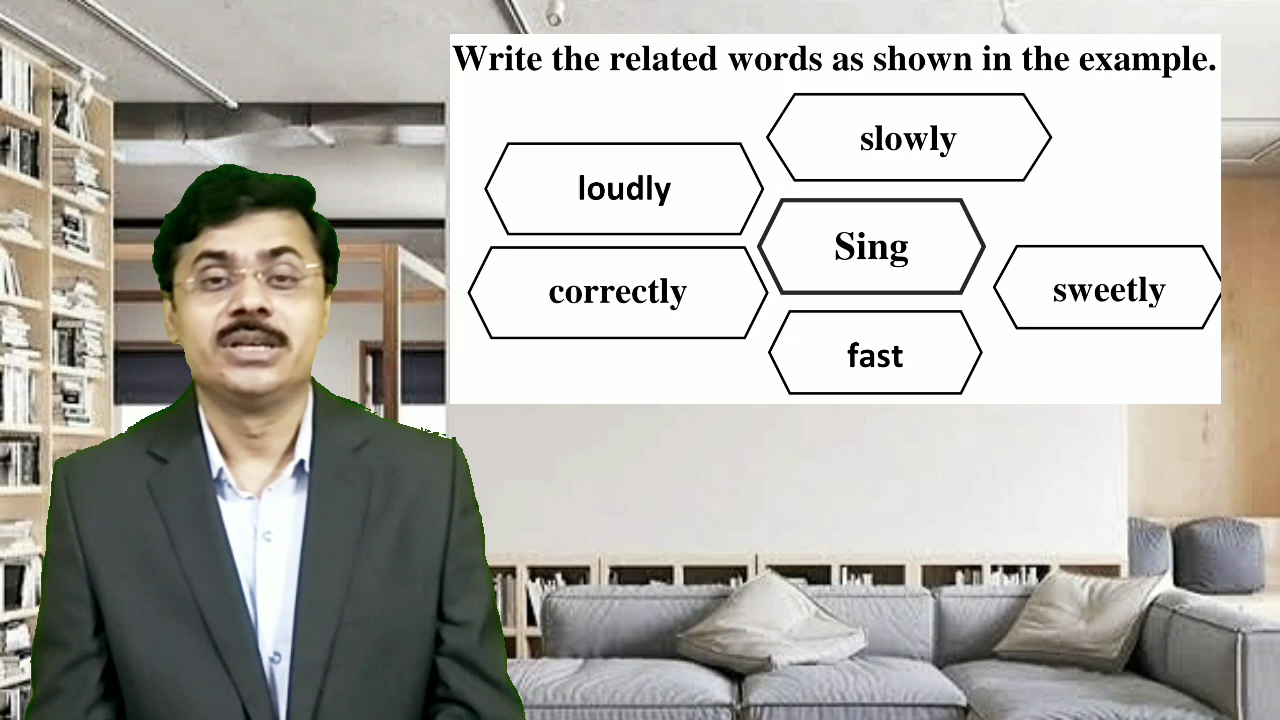 Write the related words as shown in the example.
slowly
loudly
Sing
correctly
sweetly
fast